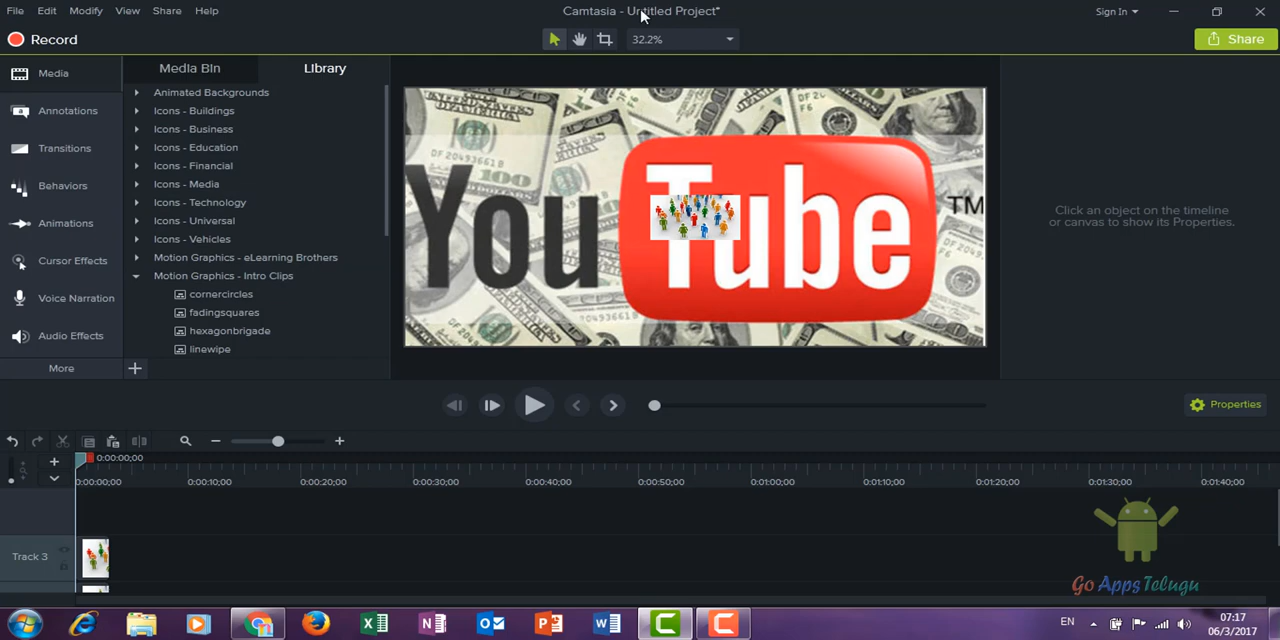 File Edit Modify View Share Help
Camtasia - Untitled Project*
Sign In
Record
32.2%
Share
Media
Annotations
Transitions
Behaviors
Animations
Cursor Effects
Voice Narration
Audio Effects
More
Media Bin
Library
Animated Backgrounds
Icons - Buildings
Icons - Business
Icons - Education
Icons - Financial
Icons - Media
Icons - Technology
Icons - Universal
Icons - Vehicles
Motion Graphics - eLearning Brothers
Motion Graphics - Intro Clips
cornercircles
fadingsquares
hexagonbrigade
linewipe
YouTube TM
Click an object on the timeline
or canvas to show its Properties.
Properties
0:00:00;00
0:00:00;00 0:00:10;00 0:00:20;00 0:00:30;00 0:00:40;00 0:00:50;00 0:01:00;00 0:01:10;00 0:01:20;00 0:01:30;00 0:01:40;00
Track 3
Go AppsTelugu
EN
07:17
06/3/2017